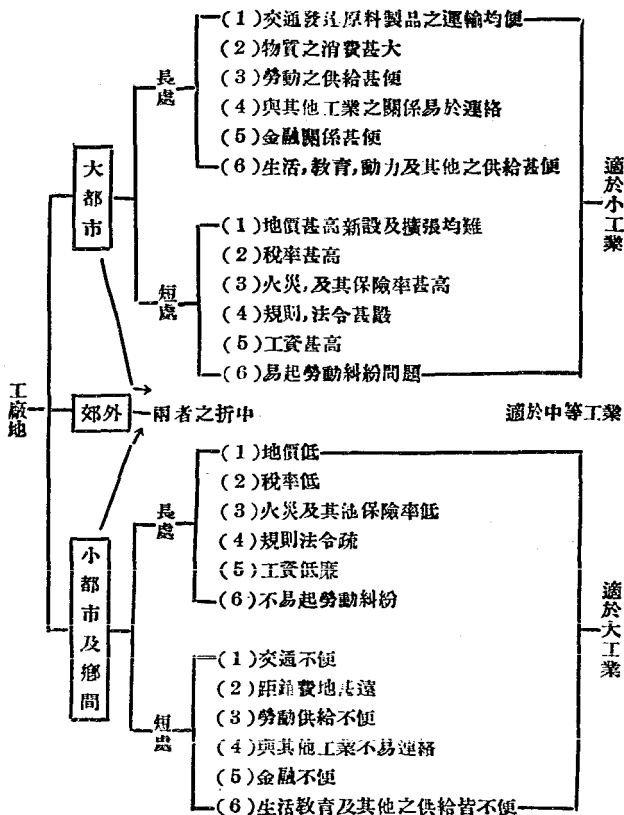 工廠地
大都市
長處
(1)交通發達原料製品之運輸均便
(2)物質之消費甚大
(3)勞動之供給甚便
(4)與其他工業之關係易於連絡
(5)金融關係甚便
(6)生活,教育,動力及其他之供給甚便
短處
(1)地價甚高新設及擴張均難
(2)稅率甚高
(3)火災,及其保險率甚高
(4)規則,法令甚嚴
(5)工資甚高
(6)易起勞動糾紛問題
適於小工業
郊外
兩者之折中
適於中等工業
小都市及鄉間
長處
(1)地價低
(2)稅率低
(3)火災及其他保險率低
(4)規則法令疏
(5)工資低廉
(6)不易起勞動糾紛
短處
(1)交通不便
(2)距銷費地甚遠
(3)勞動供給不便
(4)與其他工業不易連絡
(5)金融不便
(6)生活教育及其他之供給皆不便
適於大工業